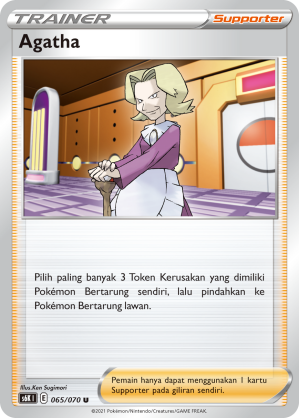 TRAINER Supporter
Agatha
Pilih paling banyak 3 Token Kerusakan yang dimiliki
Pokémon Bertarung sendiri, lalu pindahkan ke
Pokémon Bertarung lawan.
Illus.Ken Sugimori
s6K I E 065/070 U
Pemain hanya dapat menggunakan 1 kartu
Supporter pada giliran sendiri.
©2021 Pokémon/Nintendo/Creatures/GAME FREAK.